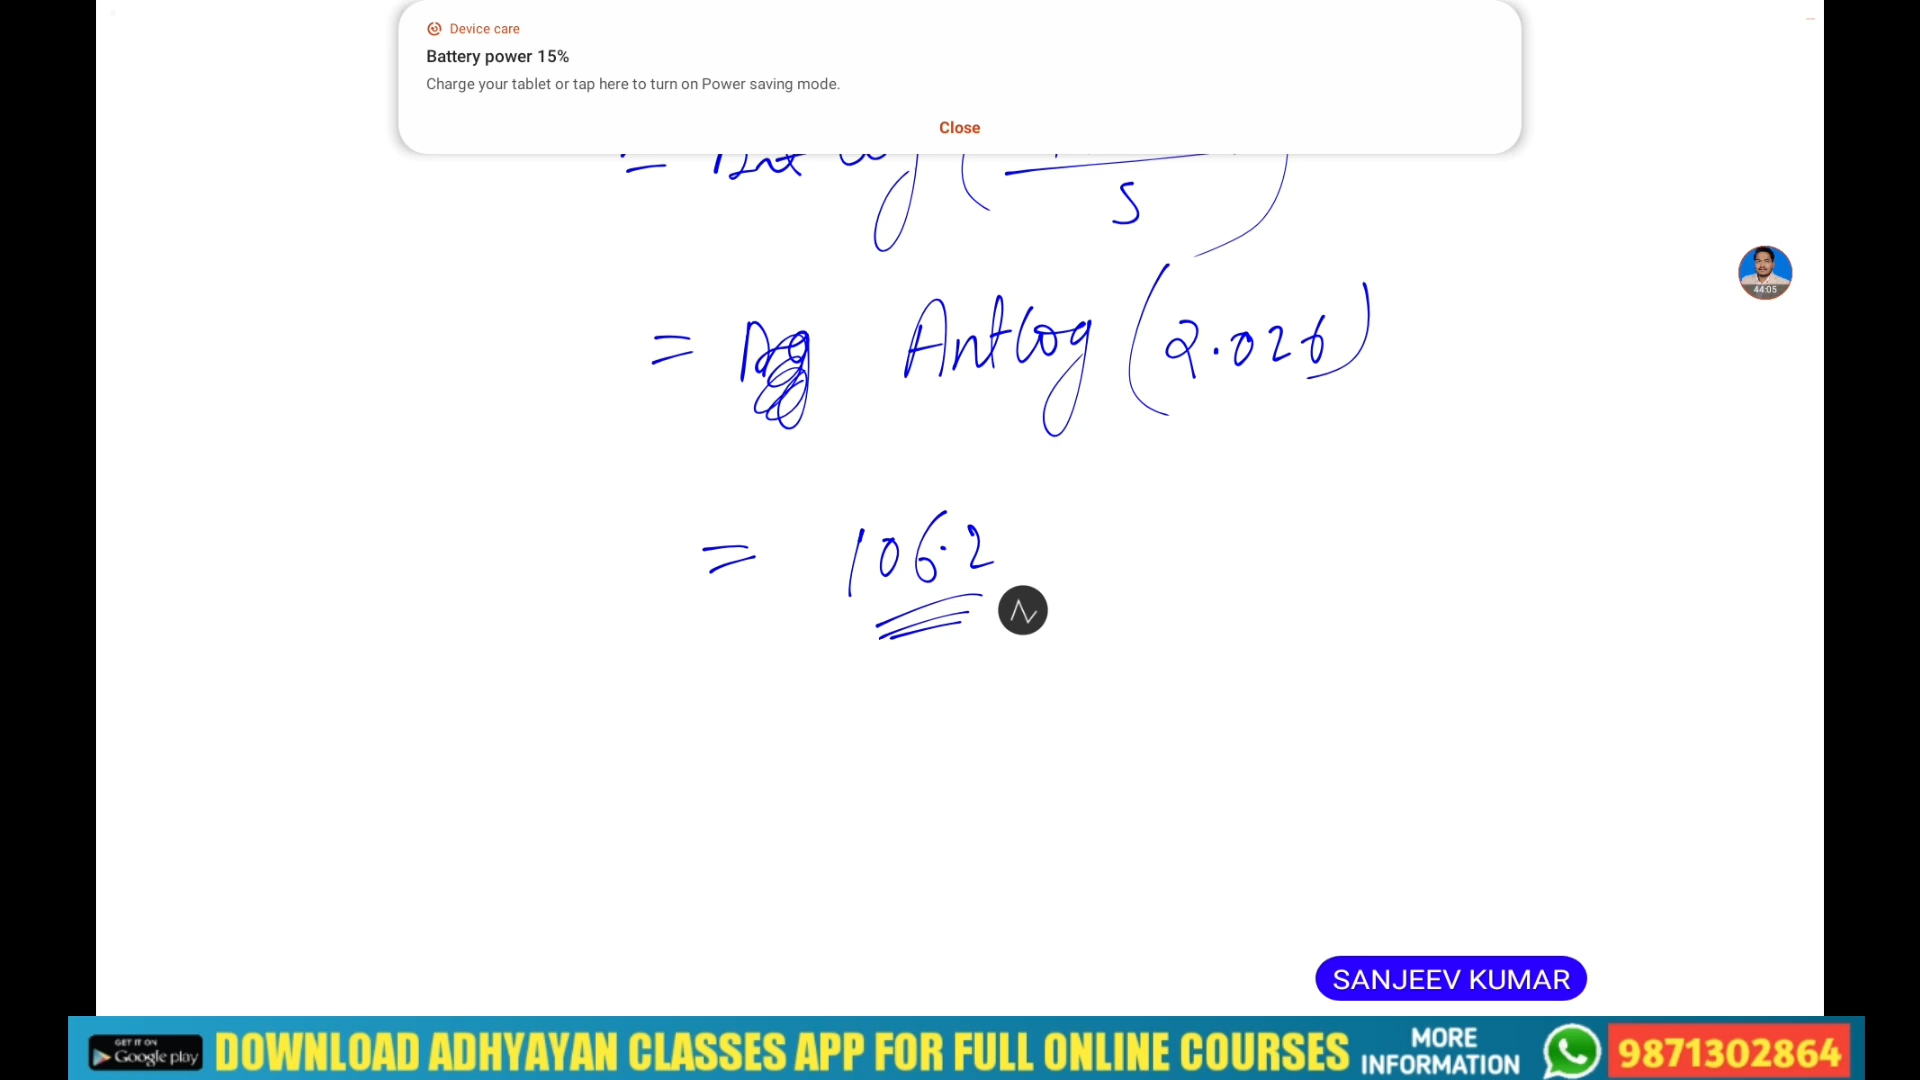 Device care
Battery power 15%
Charge your tablet or tap here to turn on Power saving mode.
Close
=
5
= Antlog (2.026)
= 106.2
44:05
SANJEEV KUMAR
GET IT ON
Google play
DOWNLOAD ADHYAYAN CLASSES APP FOR FULL ONLINE COURSES
MORE
INFORMATION
9871302864